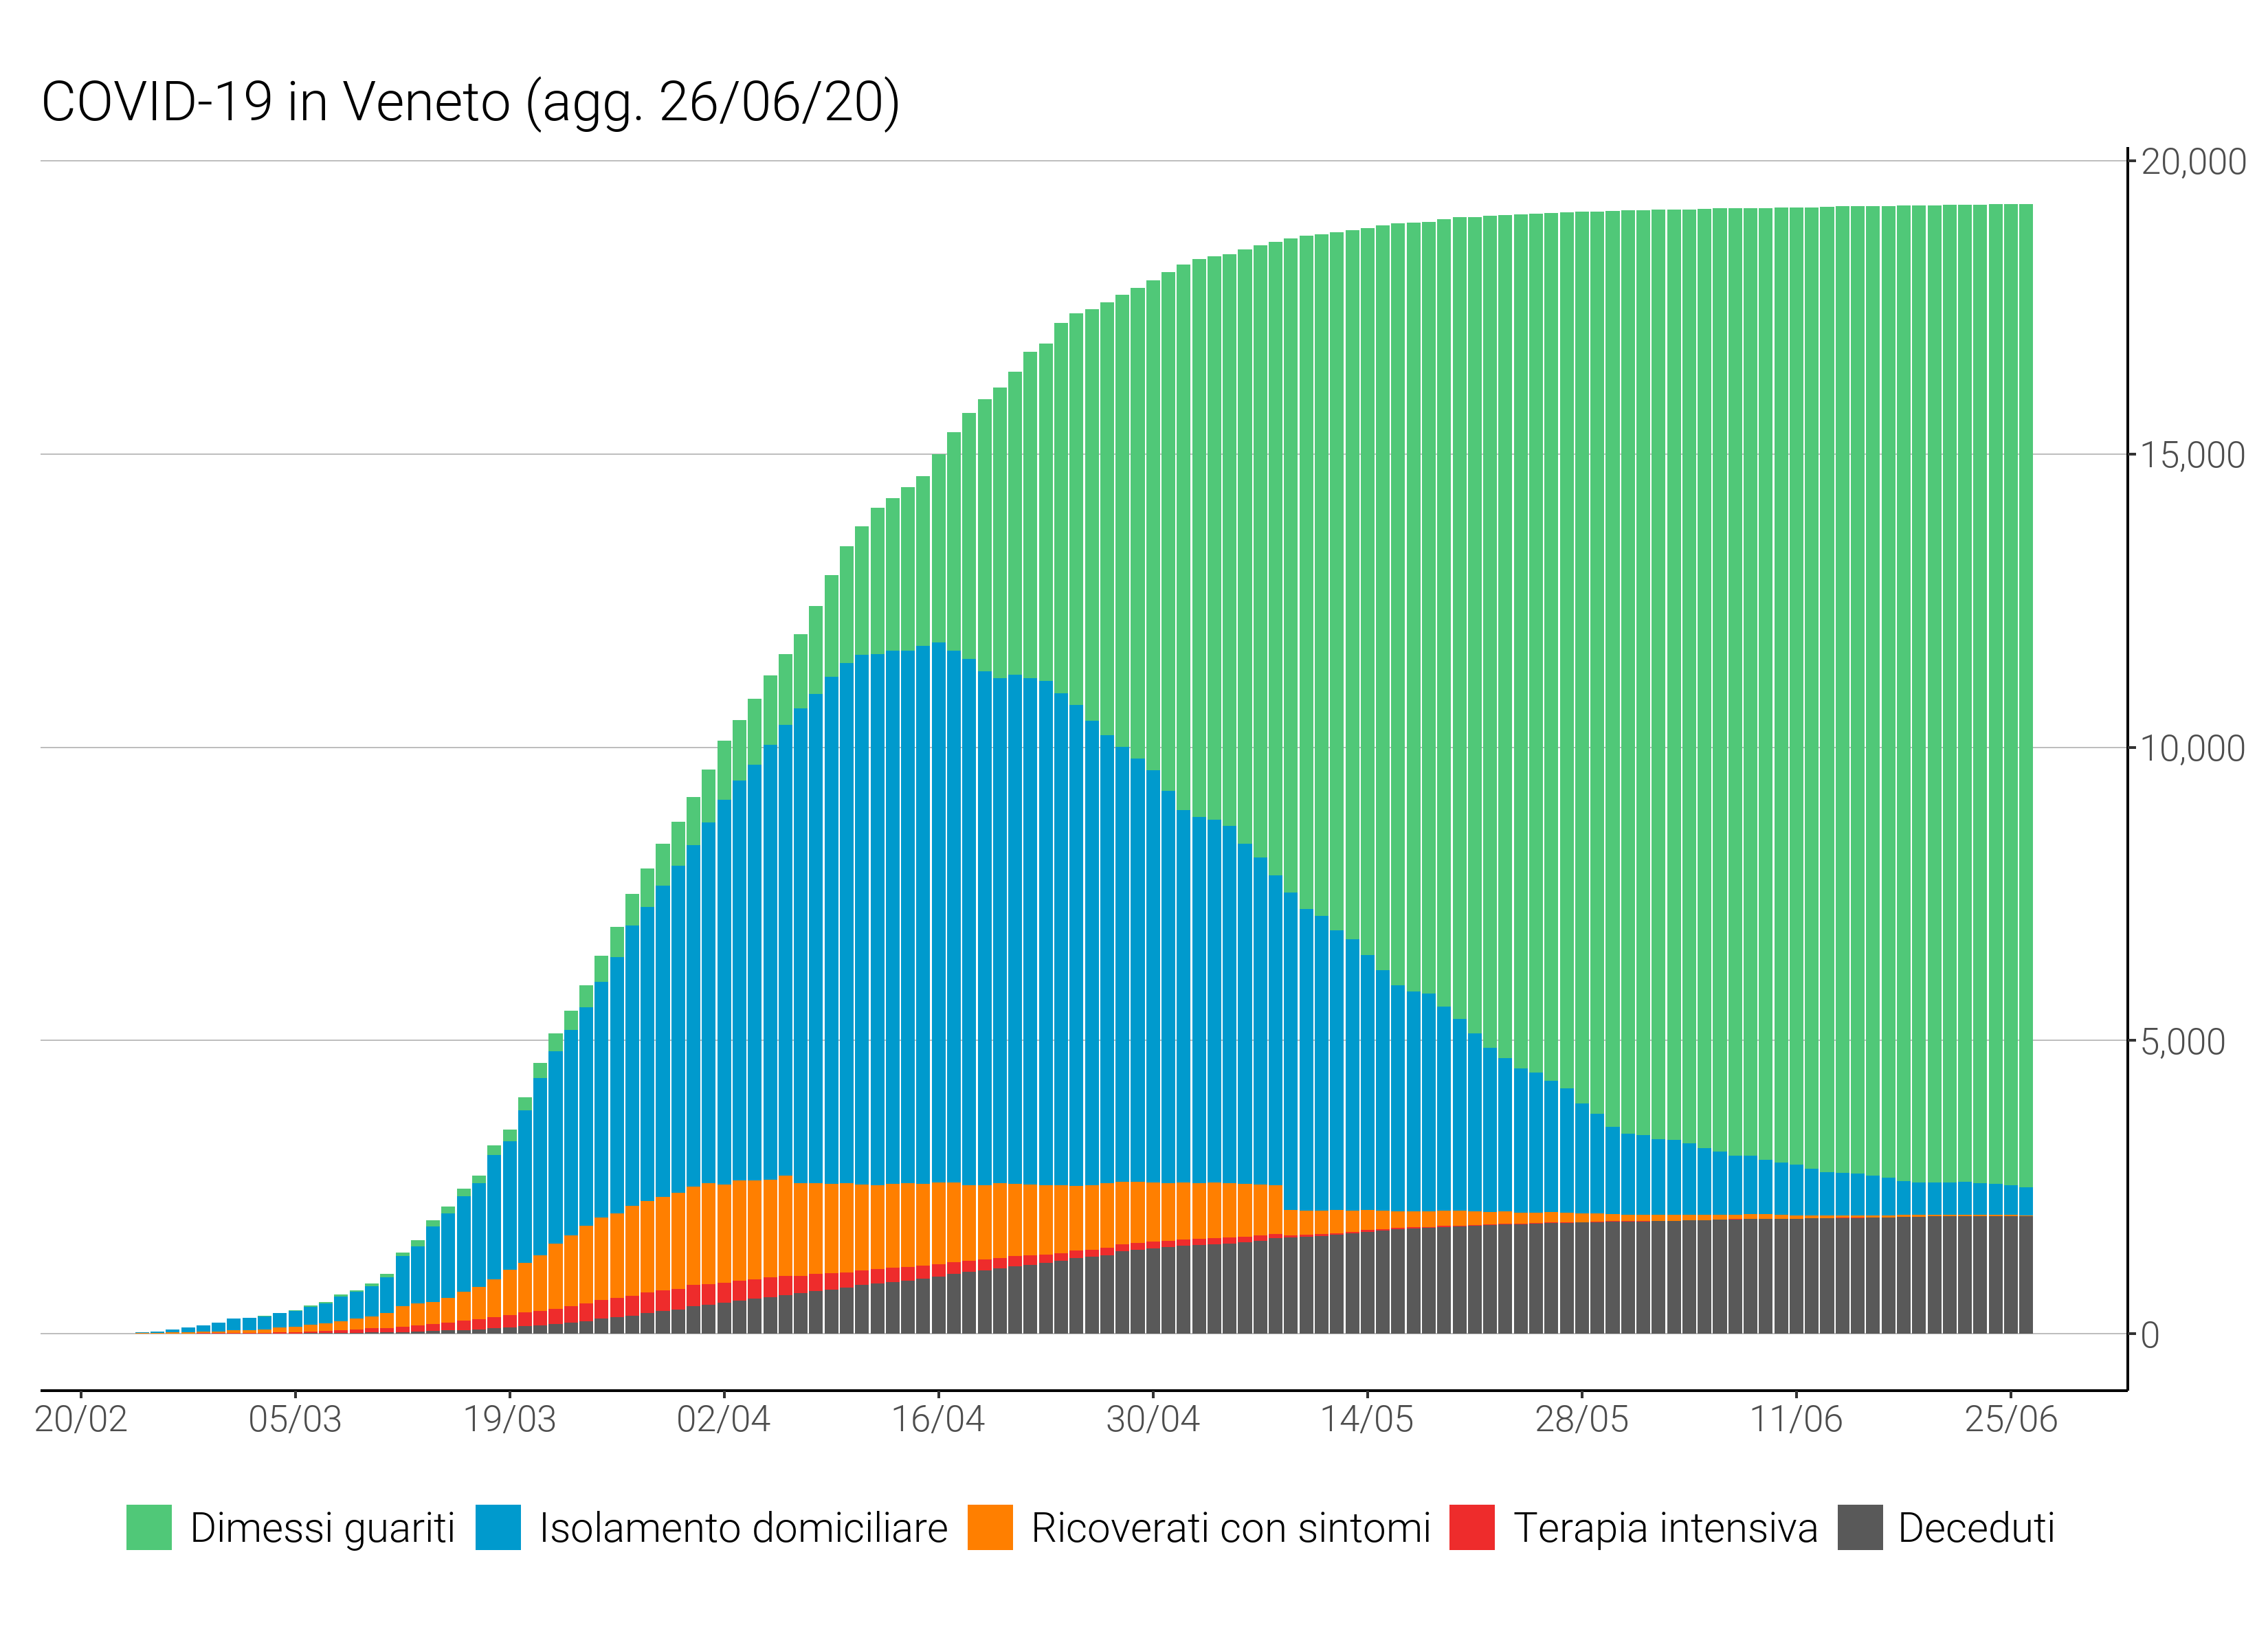 COVID-19 in Veneto (agg. 26/06/20)
20,000
15,000
10,000
5,000
0
20/02 05/03 19/03 02/04 16/04 30/04 14/05 28/05 11/06 25/06
Dimessi guariti Isolamento domiciliare Ricoverati con sintomi Terapia intensiva Deceduti